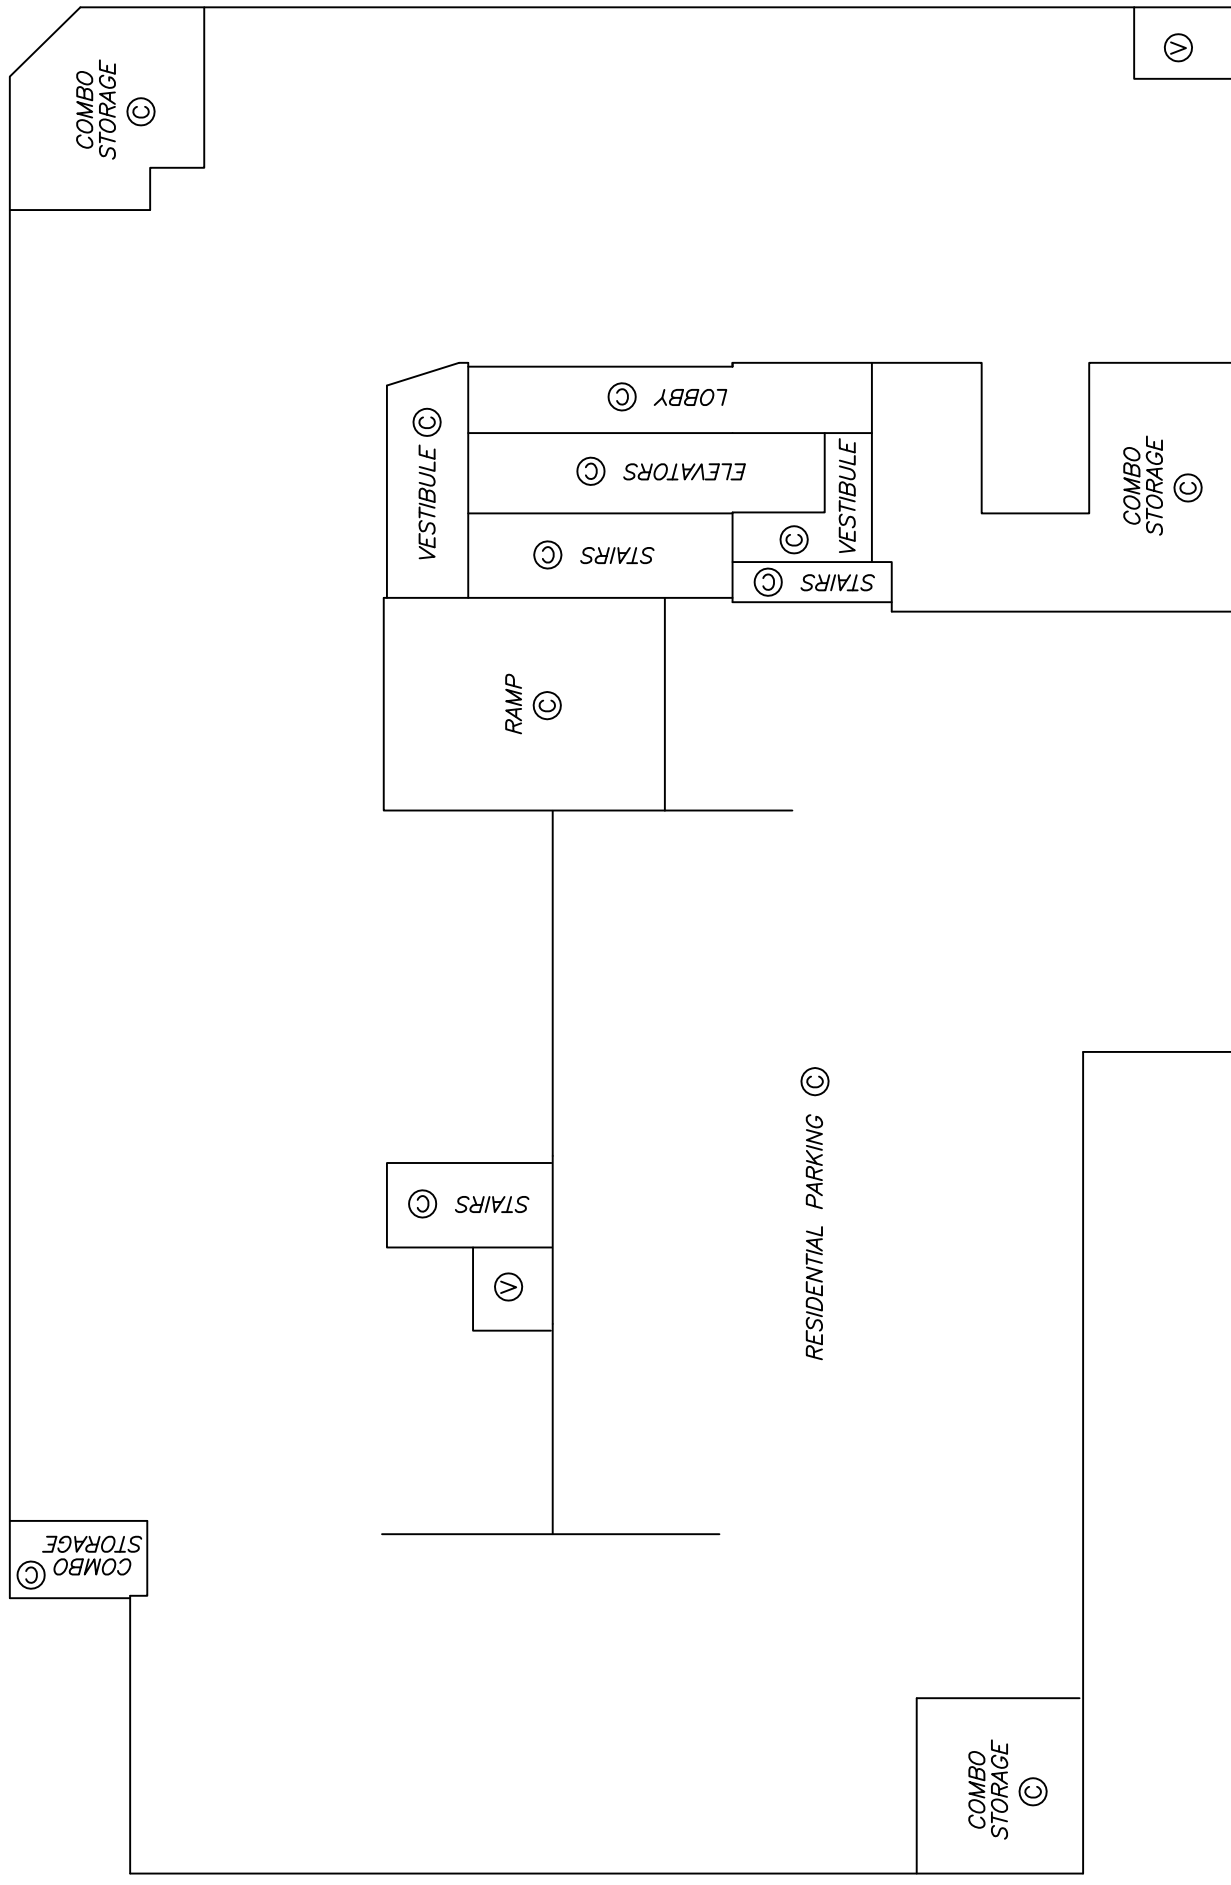 COMBO
STORAGE
Ⓒ
Ⓥ
LOBBY Ⓒ
VESTIBULE Ⓒ
ELEVATORS Ⓒ
VESTIBULE
Ⓒ
STAIRS Ⓒ
STAIRS Ⓒ
COMBO
STORAGE
Ⓒ
RAMP
Ⓒ
RESIDENTIAL PARKING Ⓒ
STAIRS Ⓒ
Ⓥ
COMBO
STORAGE
Ⓒ
COMBO
STORAGE
Ⓒ